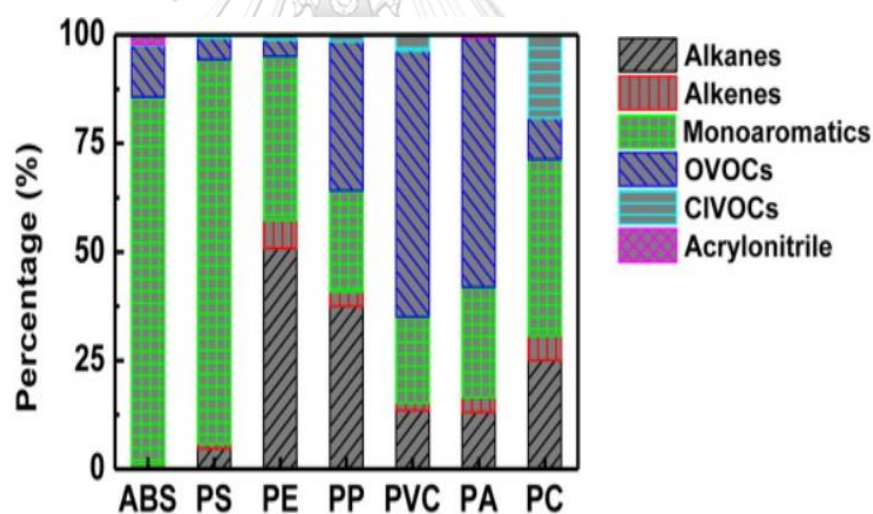 100
75
50
25
0
Percentage (%)
ABS PS PE PP PVC PA PC
Alkanes
Alkenes
Monoaromatics
OVOCs
ClVOCs
Acrylonitrile